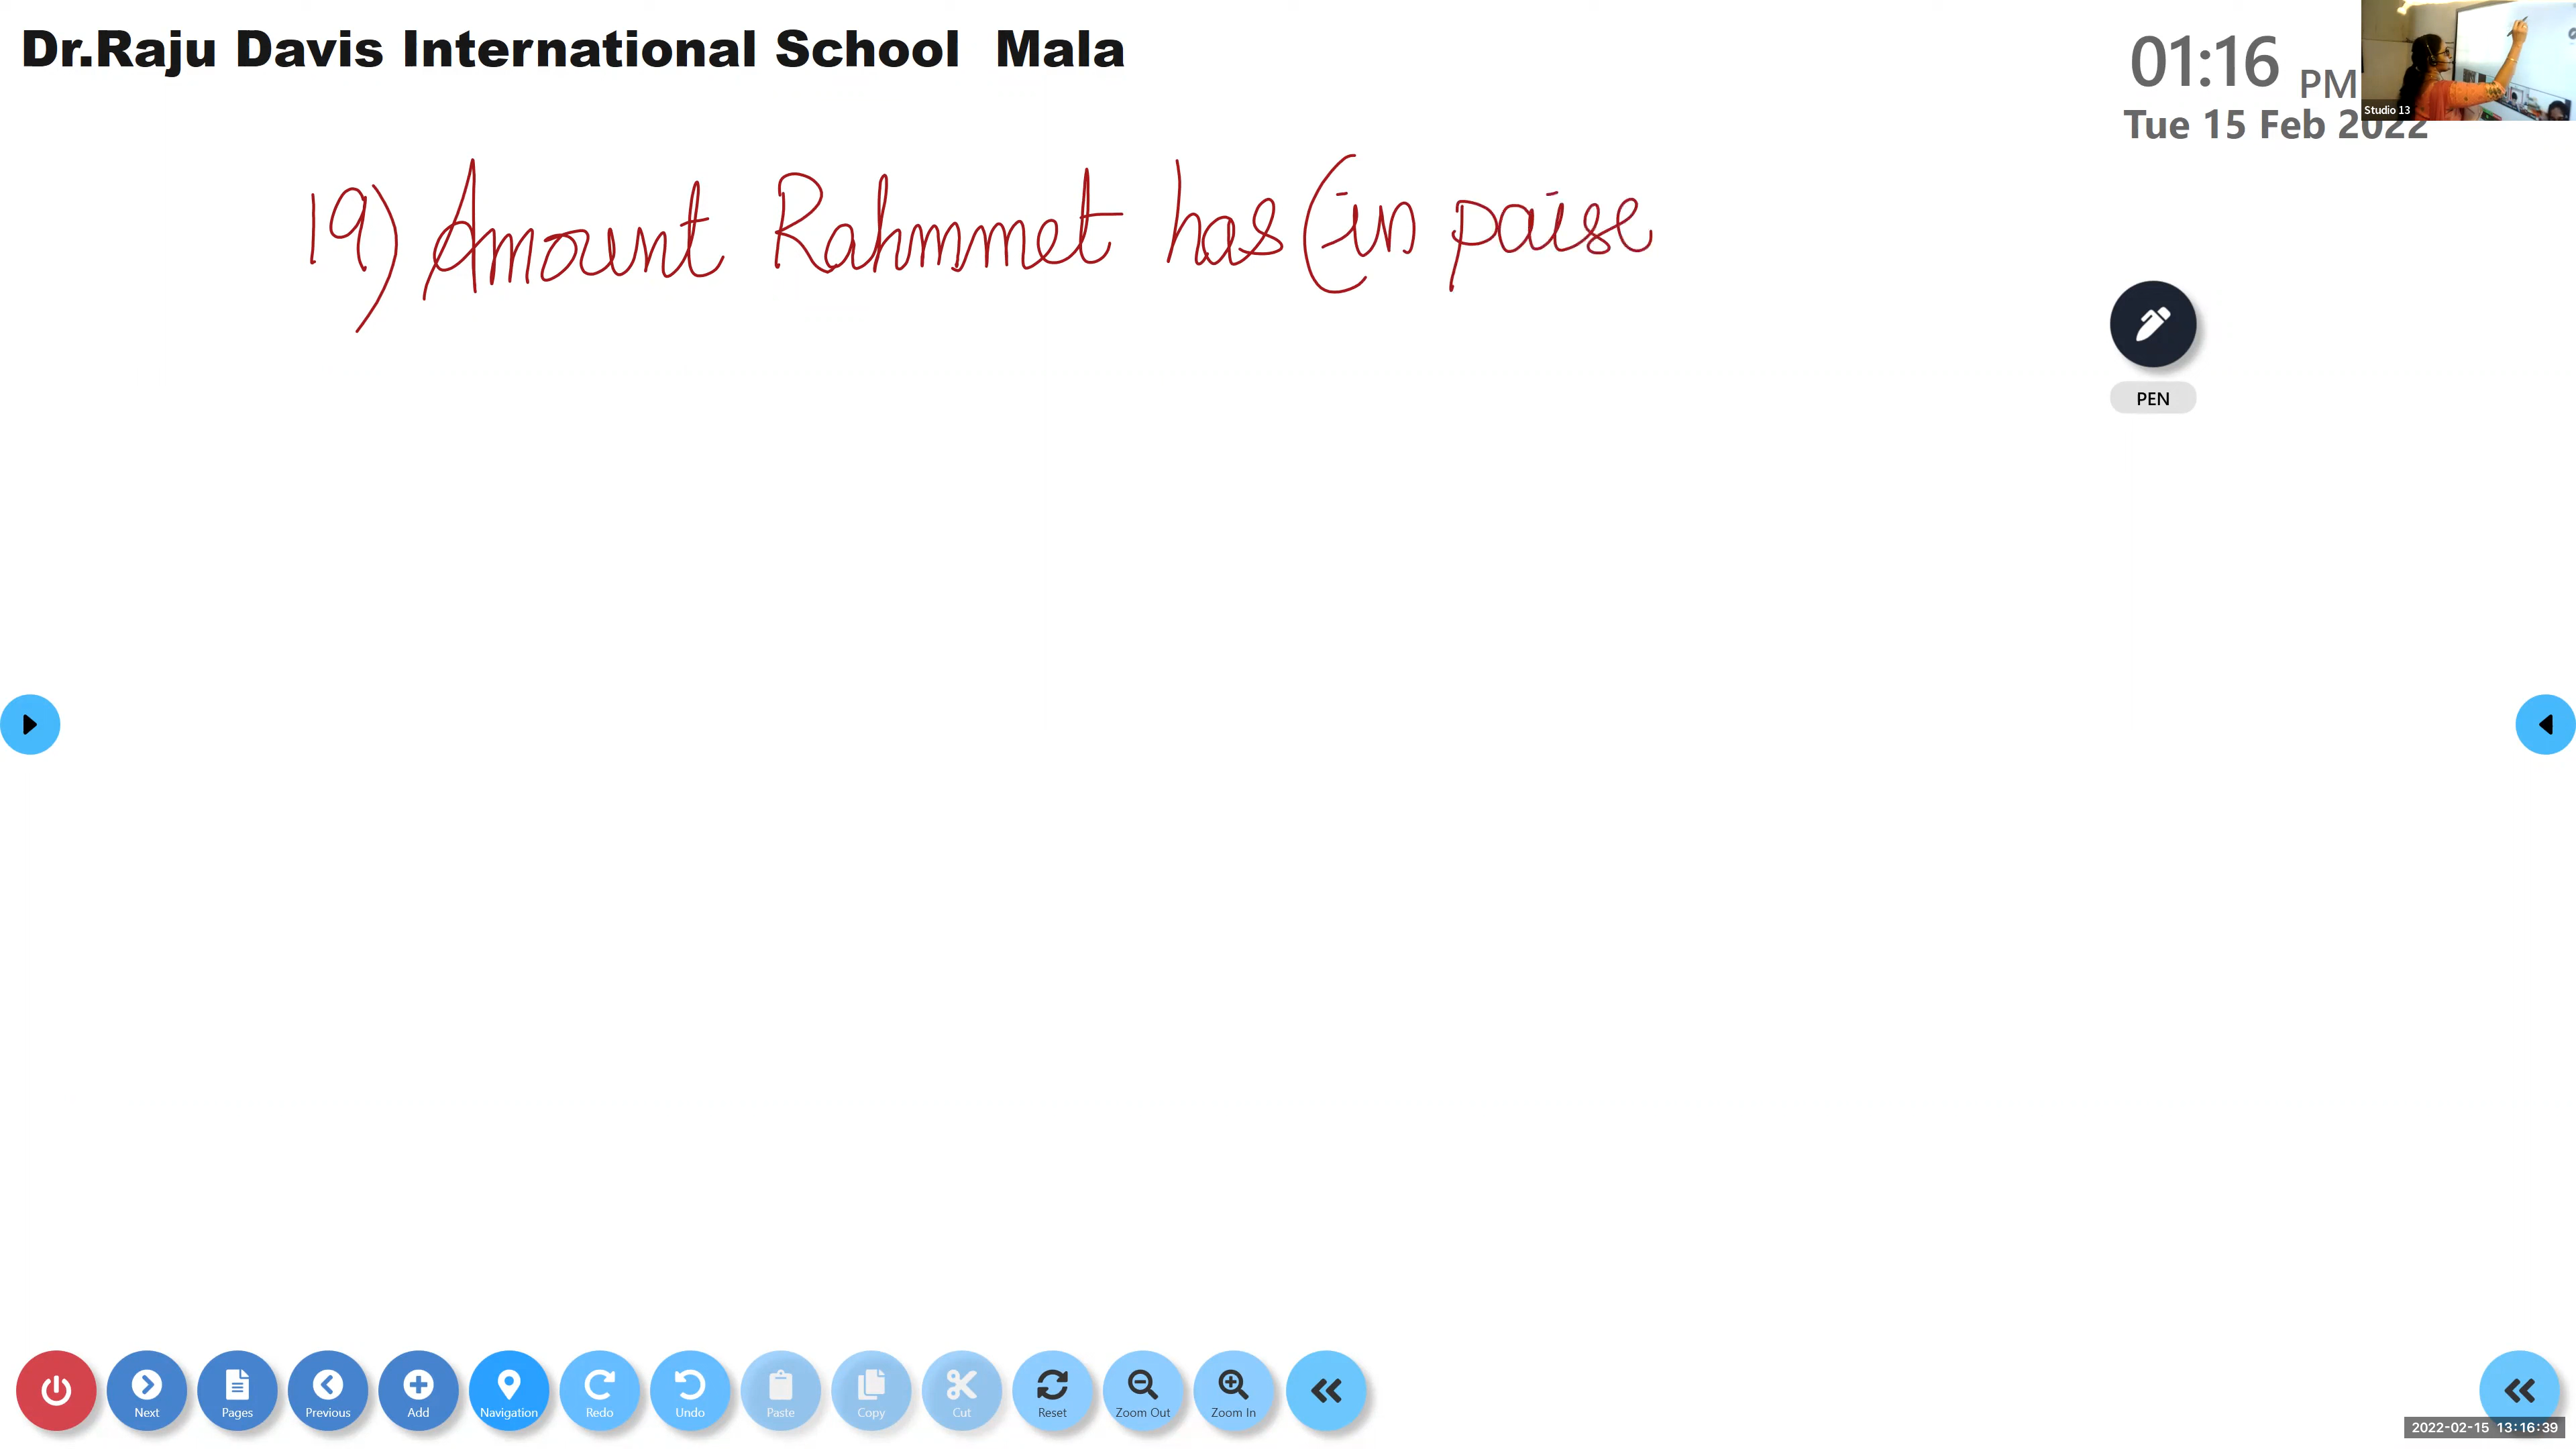 Dr.Raju Davis International School Mala
01:16 PM
Tue 15 Feb 2022
Studio 13
19) Amount Rahmmet has (in paise
PEN
Next Pages Previous Add Navigation Redo Undo Paste Copy Cut Reset Zoom Out Zoom In
2022-02-15 13:16:39